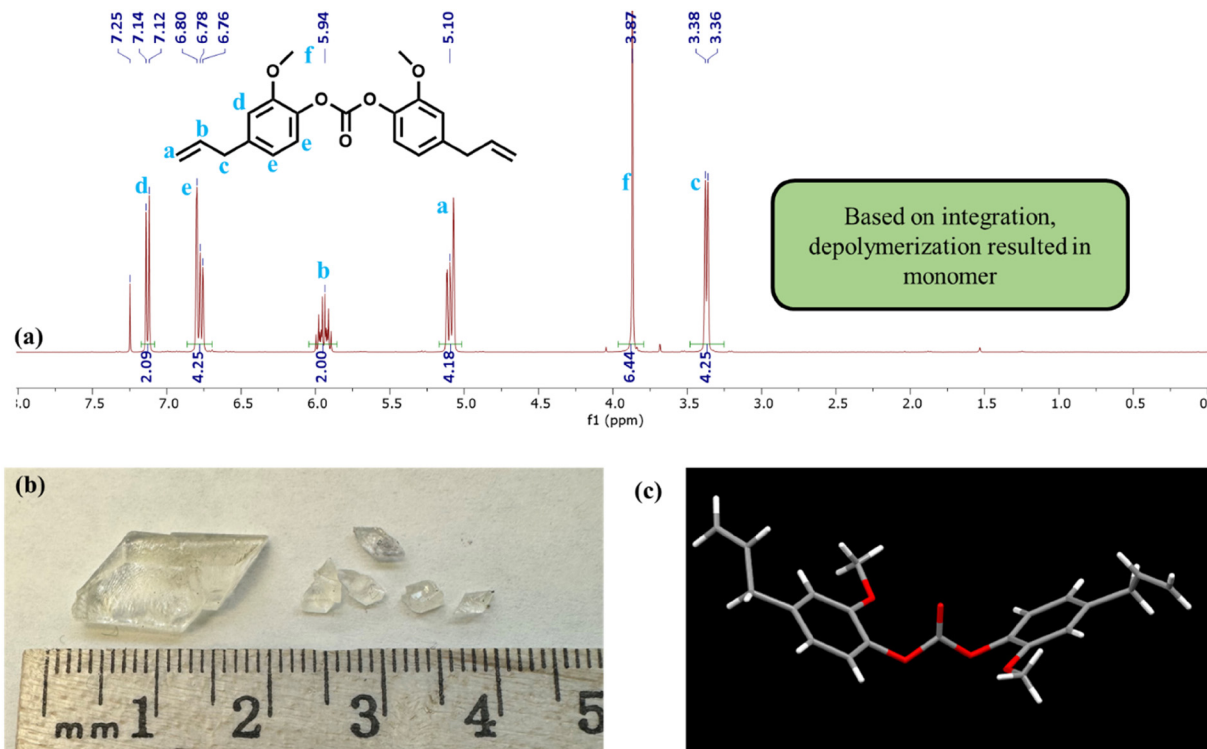 7.25
7.14
7.12
6.80
6.78
6.76
5.94
5.10
3.87
3.38
3.36
f
O
O
d
O
O
b
e
O
a
c
e
e
d
e
b
a
f
c
Based on integration,
depolymerization resulted in
monomer
(a)
2.09
4.25
2.00
4.18
6.44
4.25
8.0 7.5 7.0 6.5 6.0 5.5 5.0 4.5 4.0 3.5 3.0 2.5 2.0 1.5 1.0 0.5 0
f1 (ppm)
(b)
mm 1 2 3 4 5
(c)